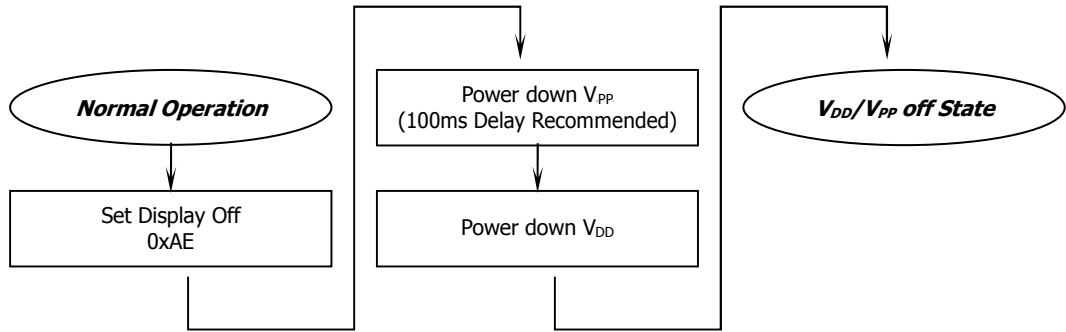 Normal Operation
Set Display Off
0xAE
Power down VPP
(100ms Delay Recommended)
Power down VDD
VDD/VPP off State